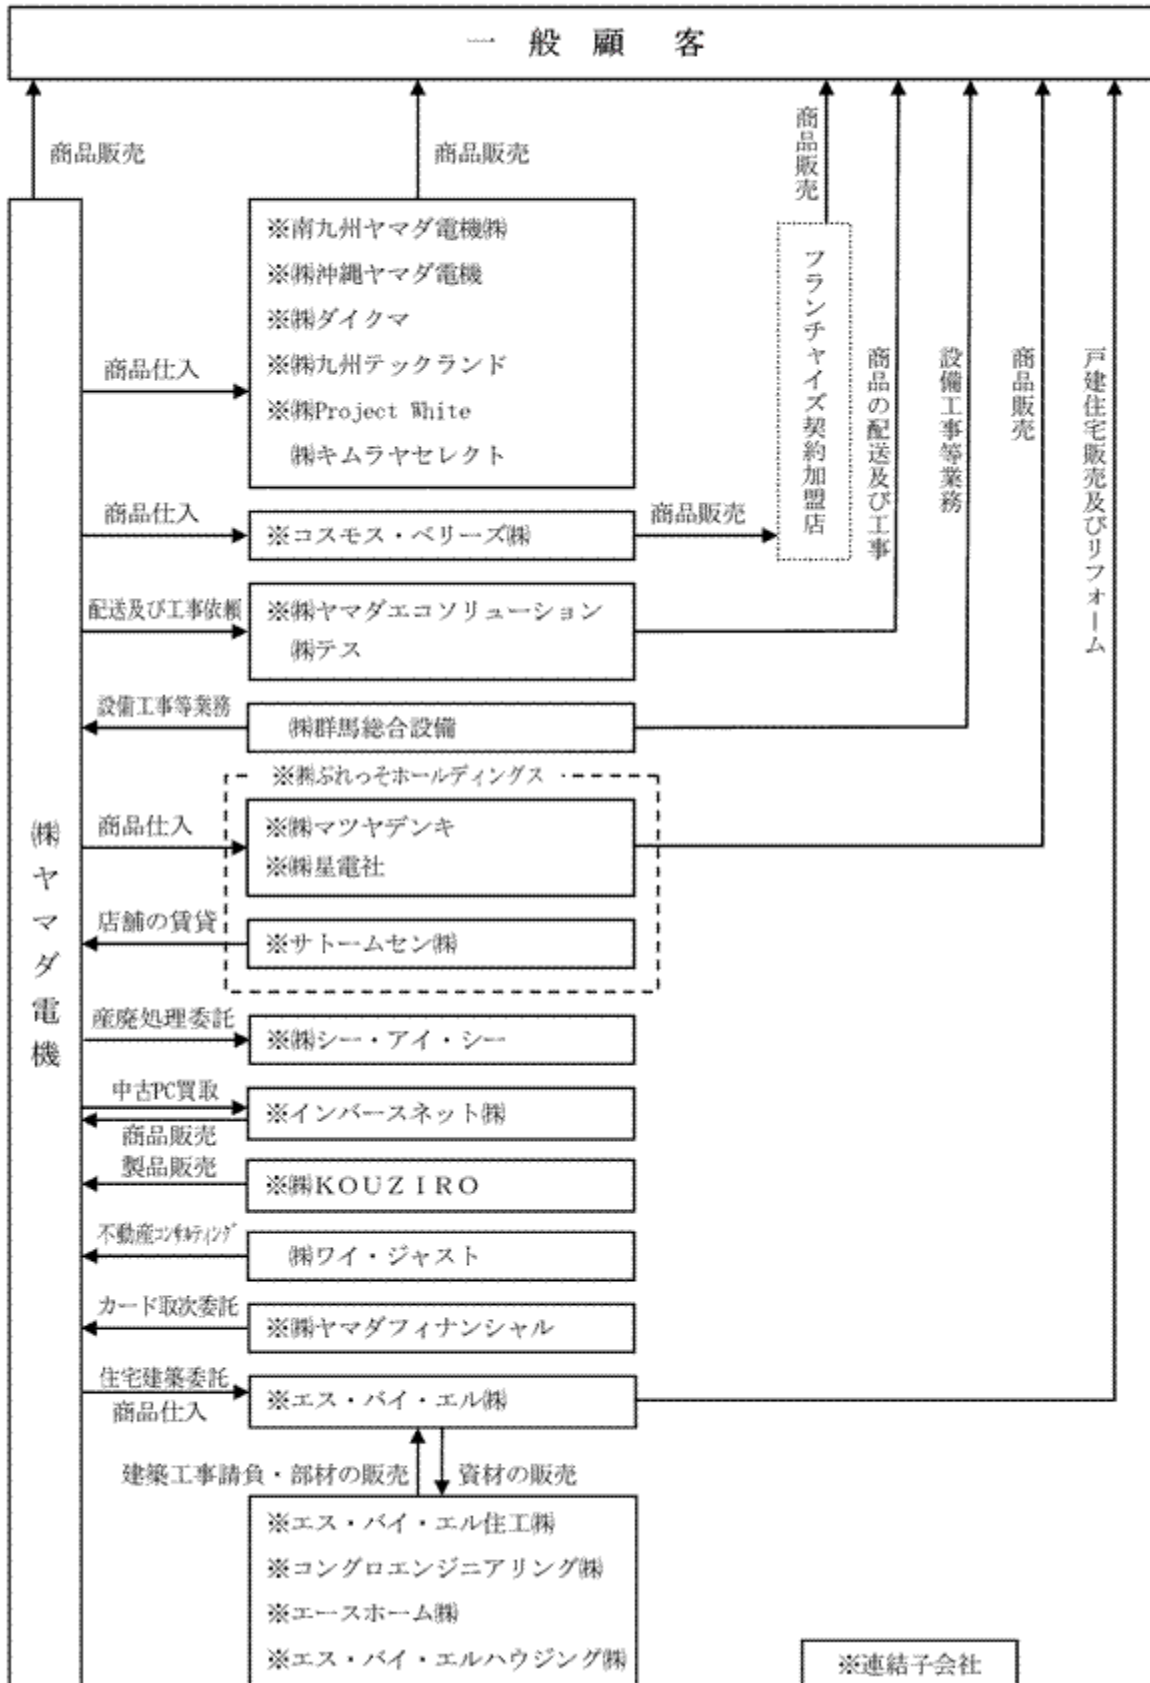 一般顧客
商品販売
商品販売
商品販売
※南九州ヤマダ電機㈱
※㈱沖縄ヤマダ電機
※㈱ダイクマ
※㈱九州テックランド
※㈱Project White
㈱キムラヤセレクト
商品仕入
フランチャイズ契約加盟店
商品の配送及び工事
設備工事等業務
商品販売
戸建住宅販売及びリフォーム
商品仕入
※コスモス・ベリーズ㈱
商品販売
配送及び工事依頼
※㈱ヤマダエコソリューション
㈱テス
設備工事等業務
㈱群馬総合設備
※㈱ぷれっそホールディングス
㈱ヤマダ電機
商品仕入
※㈱マツヤデンキ
※㈱星電社
店舗の賃貸
※サトームセン㈱
産廃処理委託
※㈱シー・アイ・シー
中古PC買取
※インバースネット㈱
商品販売
製品販売
※㈱KOUZIRO
不動産コンサルティング
㈱ワイ・ジャスト
カード取次委託
※㈱ヤマダフィナンシャル
住宅建築委託
商品仕入
※エス・バイ・エル㈱
建築工事請負・部材の販売
資材の販売
※エス・バイ・エル住工㈱
※コングロエンジニアリング㈱
※エースホーム㈱
※エス・バイ・エルハウジング㈱
※連結子会社